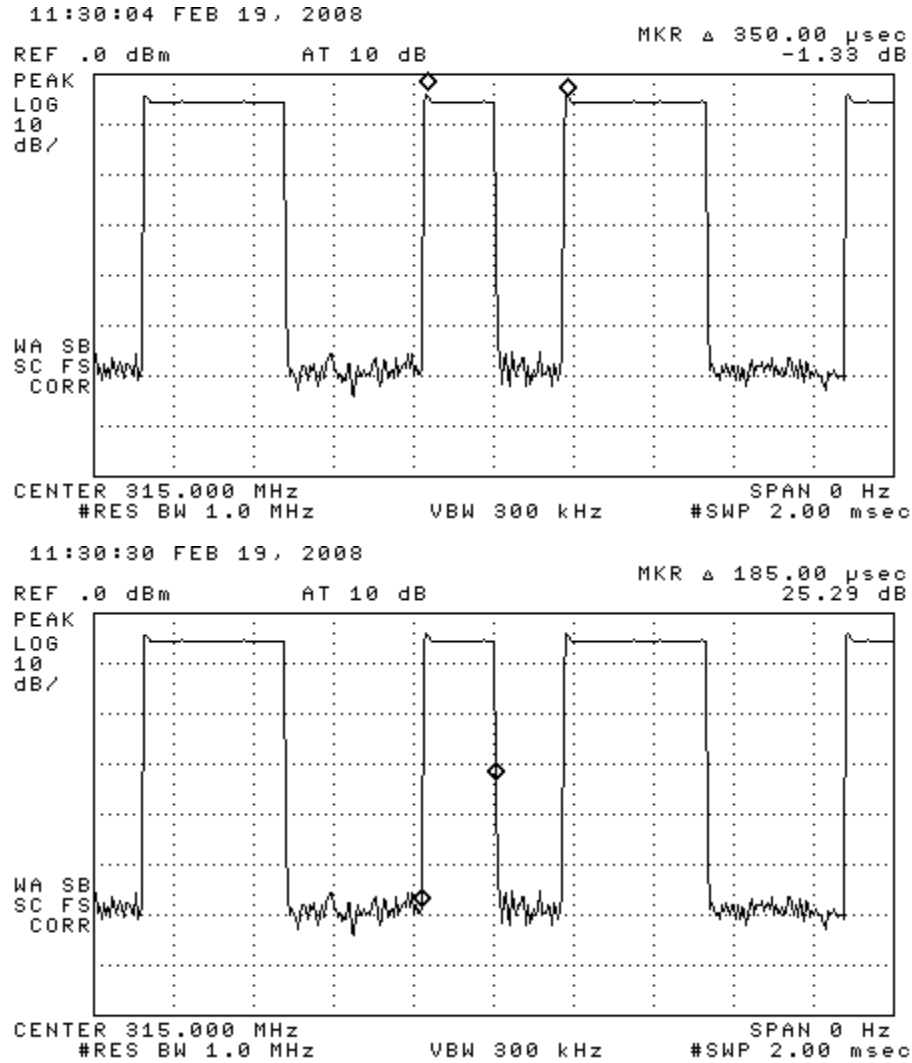 11:30:04 FEB 19, 2008
MKR Δ 350.00 µsec
REF .0 dBm AT 10 dB -1.33 dB
PEAK
LOG
10
dB/
WA SB
SC FS
CORR
CENTER 315.000 MHz SPAN 0 Hz
#RES BW 1.0 MHz VBW 300 kHz #SWP 2.00 msec
11:30:30 FEB 19, 2008
MKR Δ 185.00 µsec
REF .0 dBm AT 10 dB 25.29 dB
PEAK
LOG
10
dB/
WA SB
SC FS
CORR
CENTER 315.000 MHz SPAN 0 Hz
#RES BW 1.0 MHz VBW 300 kHz #SWP 2.00 msec